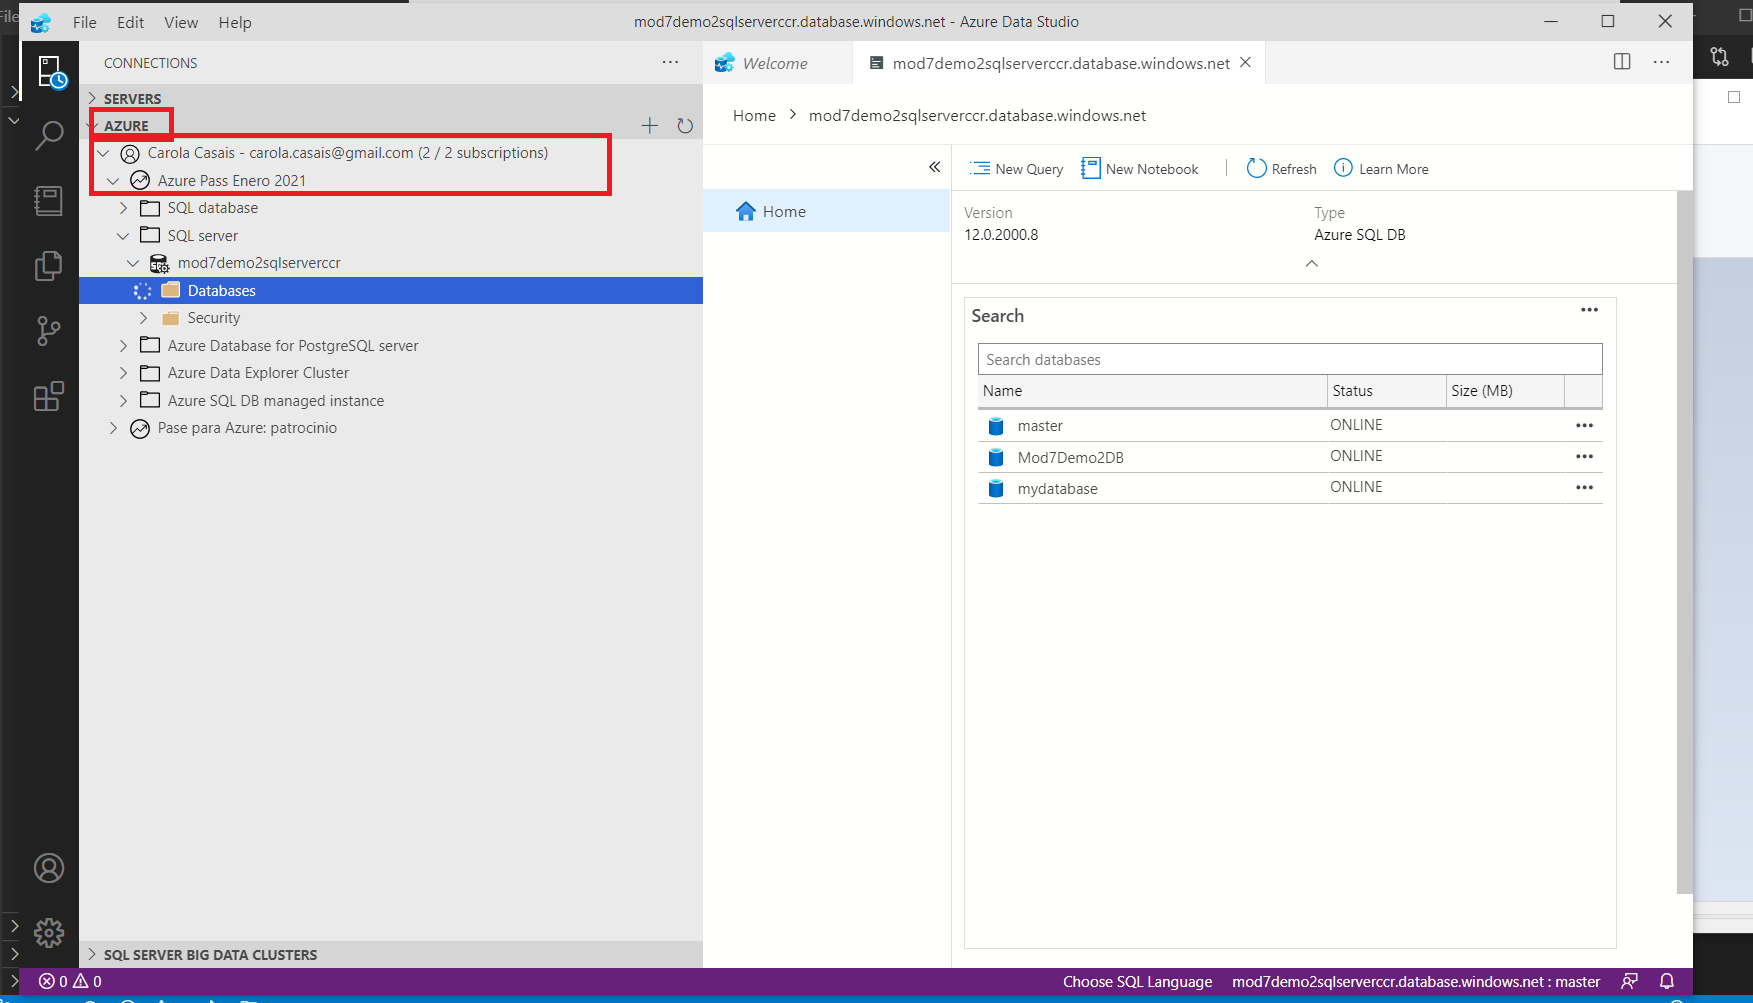 File
File Edit View Help
mod7demo2sqlserverccr.database.windows.net - Azure Data Studio
CONNECTIONS
Welcome
mod7demo2sqlserverccr.database.windows.net
SERVERS
AZURE
Carola Casais - carola.casais@gmail.com (2 / 2 subscriptions)
Azure Pass Enero 2021
SQL database
SQL server
mod7demo2sqlserverccr
Databases
Security
Azure Database for PostgreSQL server
Azure Data Explorer Cluster
Azure SQL DB managed instance
Pase para Azure: patrocinio
SQL SERVER BIG DATA CLUSTERS
Home > mod7demo2sqlserverccr.database.windows.net
New Query New Notebook | Refresh Learn More
Home
Version Type
12.0.2000.8 Azure SQL DB
Search
Search databases
Name Status Size (MB)
master ONLINE
Mod7Demo2DB ONLINE
mydatabase ONLINE
0 0
Choose SQL Language mod7demo2sqlserverccr.database.windows.net : master